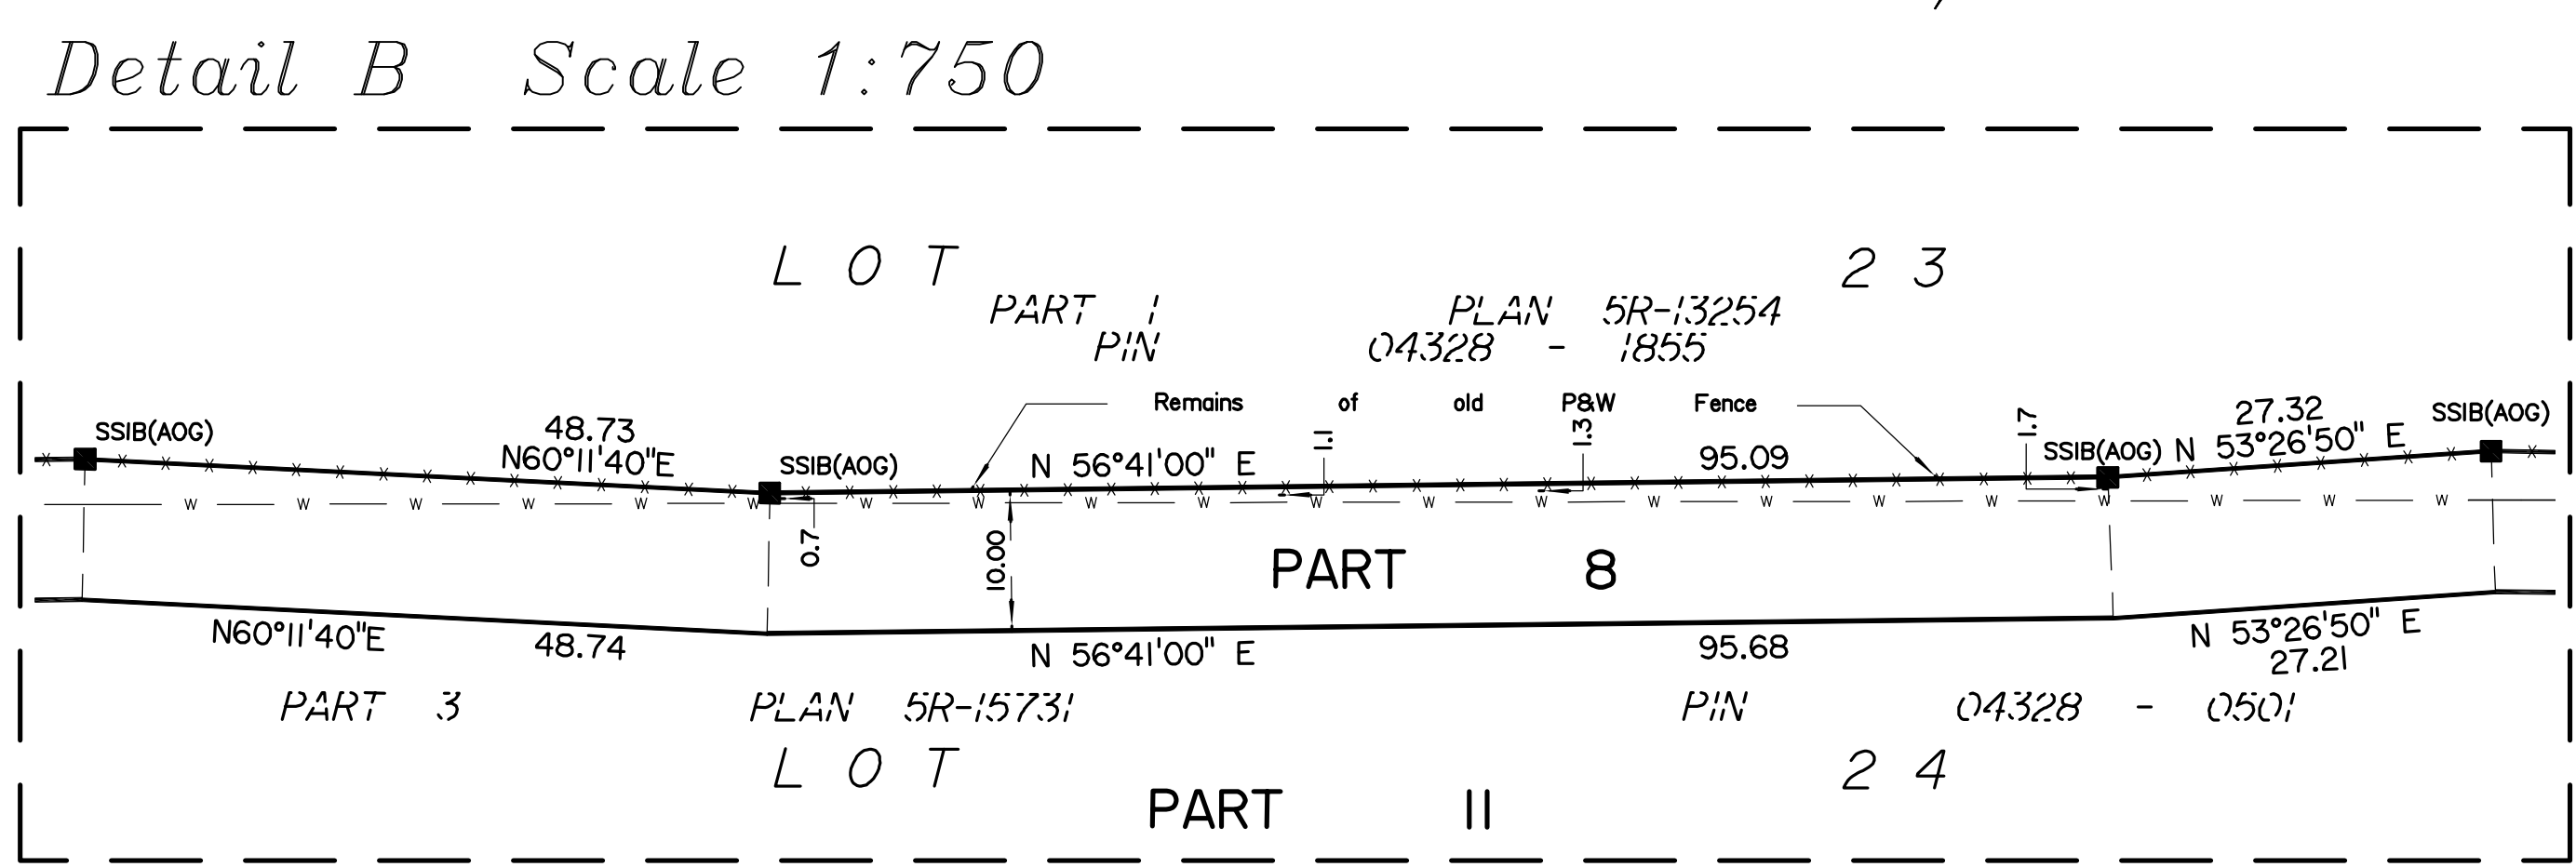 Detail B Scale 1:750
LOT 23
PART 1 PLAN 5R-13254
PIN 04328 - 1855
Remains of old P&W Fence
SSIB(AOG)
48.73
N60°11'40"E
SSIB(AOG)
N 56°41'00" E
1.1
1.3
95.09
1.7
SSIB(AOG)
27.32
N 53°26'50" E
SSIB(AOG)
W W W W W W W W W W W W W W W W W W W W W
0.7
10.00
PART 8
N60°11'40"E 48.74
N 56°41'00" E 95.68
N 53°26'50" E
27.21
PART 3 PLAN 5R-15731 PIN 04328 - 0501
LOT 24
PART 11